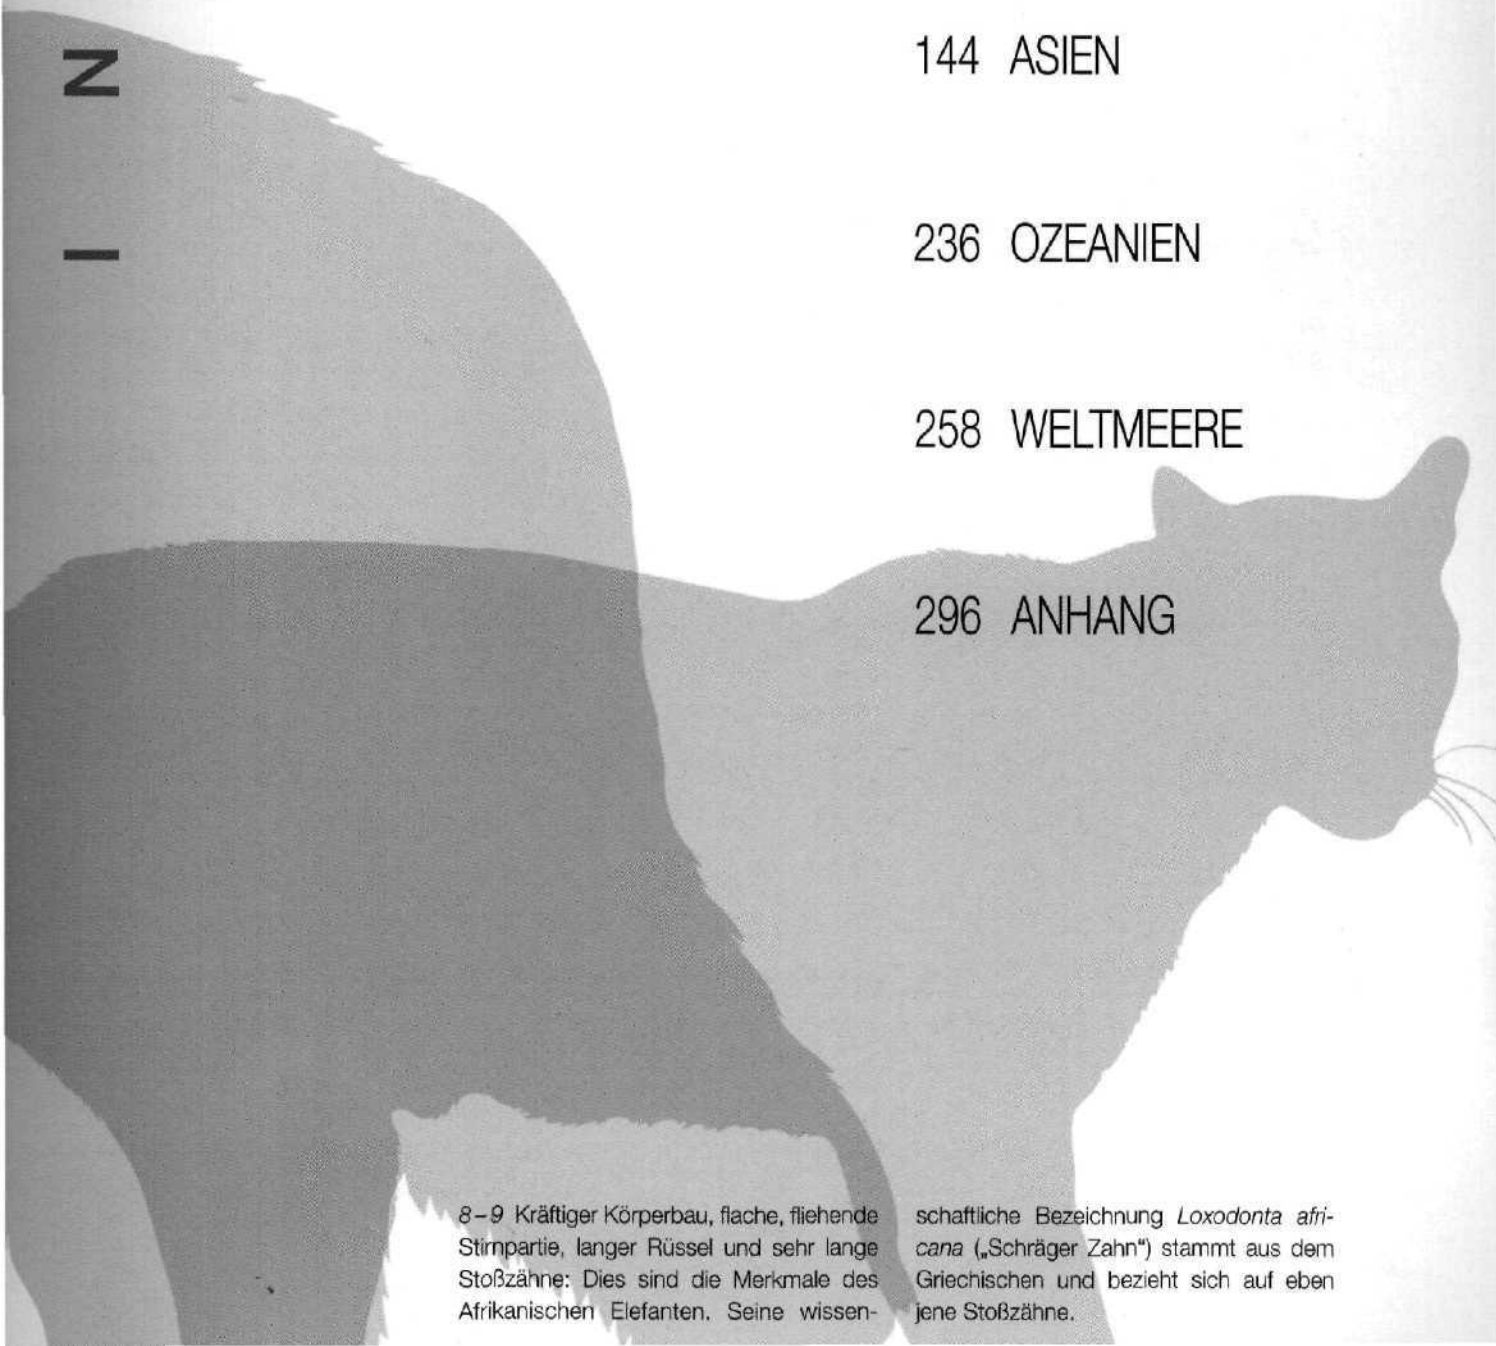 N
I
144 ASIEN
236 OZEANIEN
258 WELTMEERE
296 ANHANG
8–9 Kräftiger Körperbau, flache, fliehende
Stirnpartie, langer Rüssel und sehr lange
Stoßzähne: Dies sind die Merkmale des
Afrikanischen Elefanten. Seine wissen-
schaftliche Bezeichnung Loxodonta afri-
cana („Schräger Zahn“) stammt aus dem
Griechischen und bezieht sich auf eben
jene Stoßzähne.